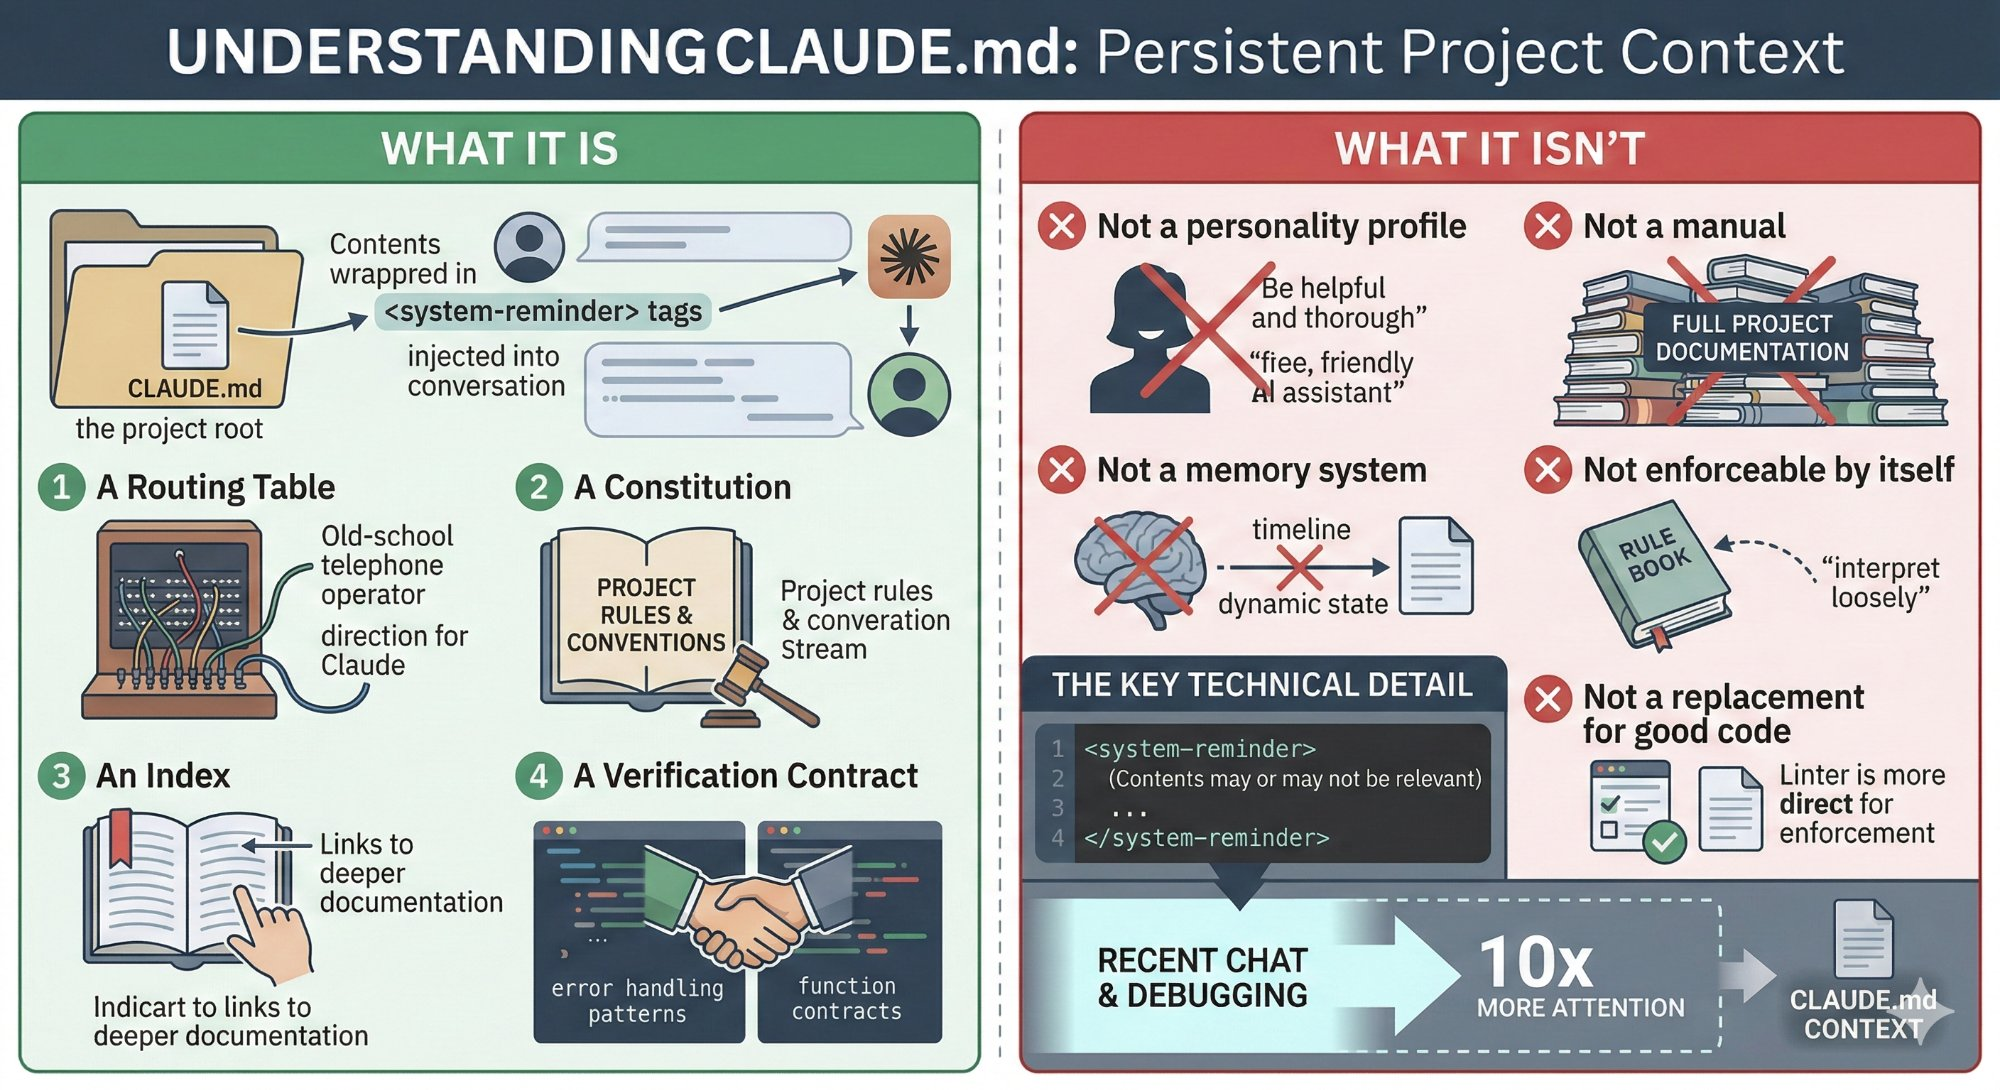 UNDERSTANDING CLAUDE.md: Persistent Project Context
WHAT IT IS
CLAUDE.md
the project root
Contents
wrappred in
<system-reminder> tags
injected into
conversation
1 A Routing Table
Old-school
telephone
operator
direction for
Claude
2 A Constitution
PROJECT
RULES &
CONVENTIONS
Project rules
& converation
Stream
3 An Index
Links to
deeper
documentation
Indicart to links to
deeper documentation
4 A Verification Contract
error handling
patterns
function
contracts
WHAT IT ISN'T
Not a personality profile
Be helpful
and thorough”
“free, friendly
AI assistant”
Not a manual
FULL PROJECT
DOCUMENTATION
Not a memory system
timeline
dynamic state
Not enforceable by itself
RULE
BOOK
“interpret
loosely”
THE KEY TECHNICAL DETAIL
1 <system-reminder>
2 (Contents may or may not be relevant)
3 ...
4 </system-reminder>
Not a replacement
for good code
Linter is more
direct for
enforcement
RECENT CHAT
& DEBUGGING
10x
MORE ATTENTION
CLAUDE.md
CONTEXT